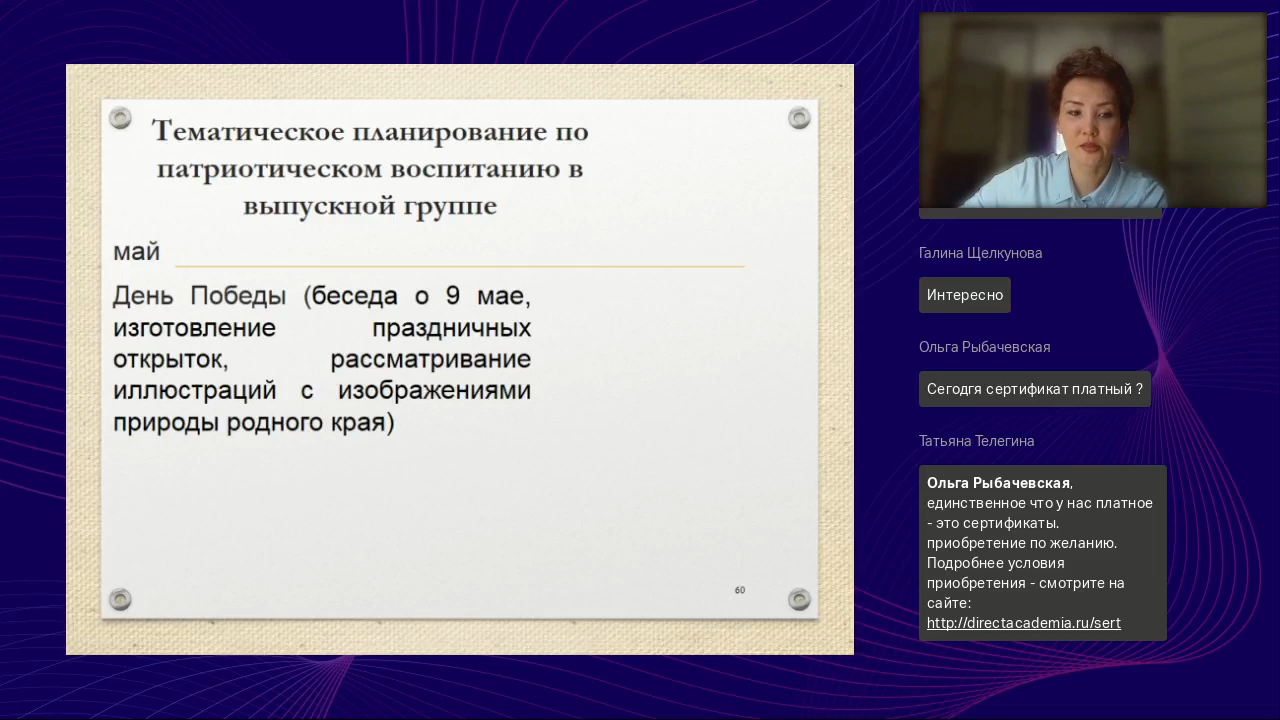 Тематическое планирование по
патриотическом воспитанию в
выпускной группе
май
День Победы (беседа о 9 мае,
изготовление праздничных
открыток, рассматривание
иллюстраций с изображениями
природы родного края)
60
Галина Щелкунова
Интересно
Ольга Рыбачевская
Сегодгя сертификат платный ?
Татьяна Телегина
Ольга Рыбачевская,
единственное что у нас платное
- это сертификаты.
приобретение по желанию.
Подробнее условия
приобретения - смотрите на
сайте:
http://directacademia.ru/sert